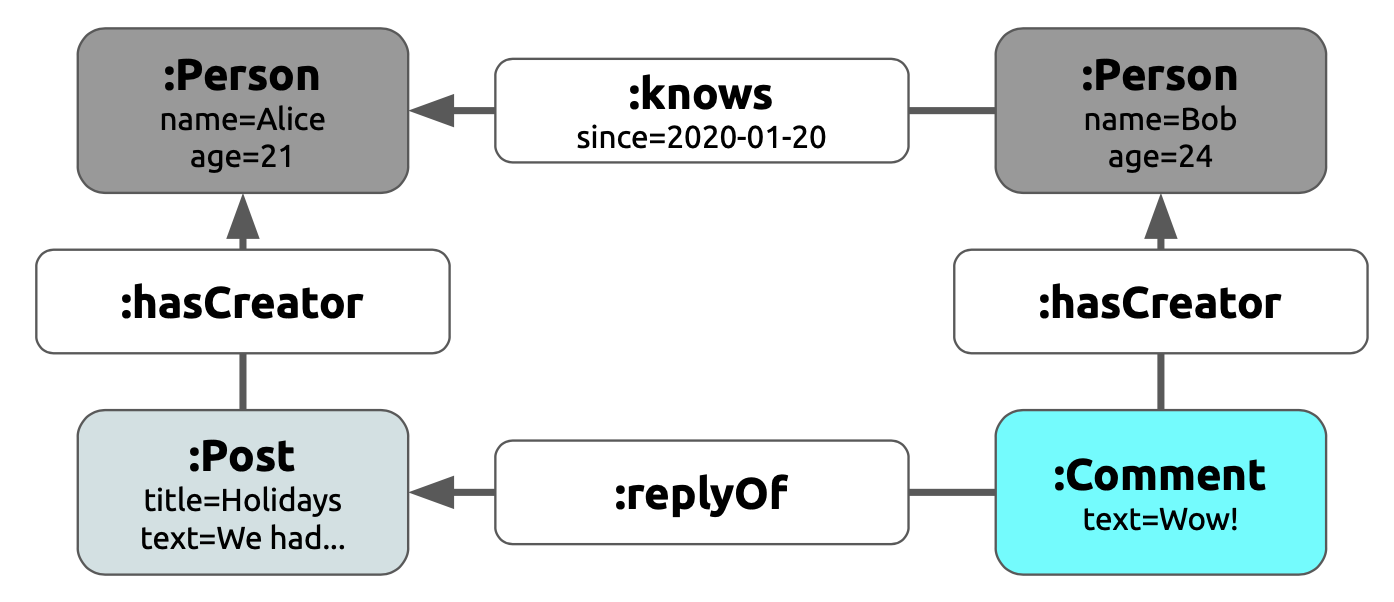 :Person
name=Alice
age=21
:knows
since=2020-01-20
:Person
name=Bob
age=24
:hasCreator
:hasCreator
:Post
title=Holidays
text=We had...
:replyOf
:Comment
text=Wow!